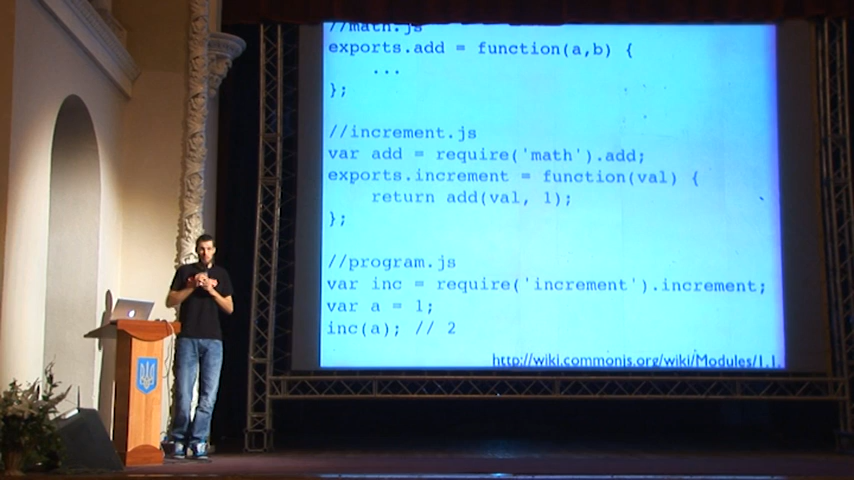 //math.js
exports.add = function(a,b) {
...
};
//increment.js
var add = require('math').add;
exports.increment = function(val) {
return add(val, 1);
};
//program.js
var inc = require('increment').increment;
var a = 1;
inc(a); // 2
http://wiki.commonjs.org/wiki/Modules/1.1.